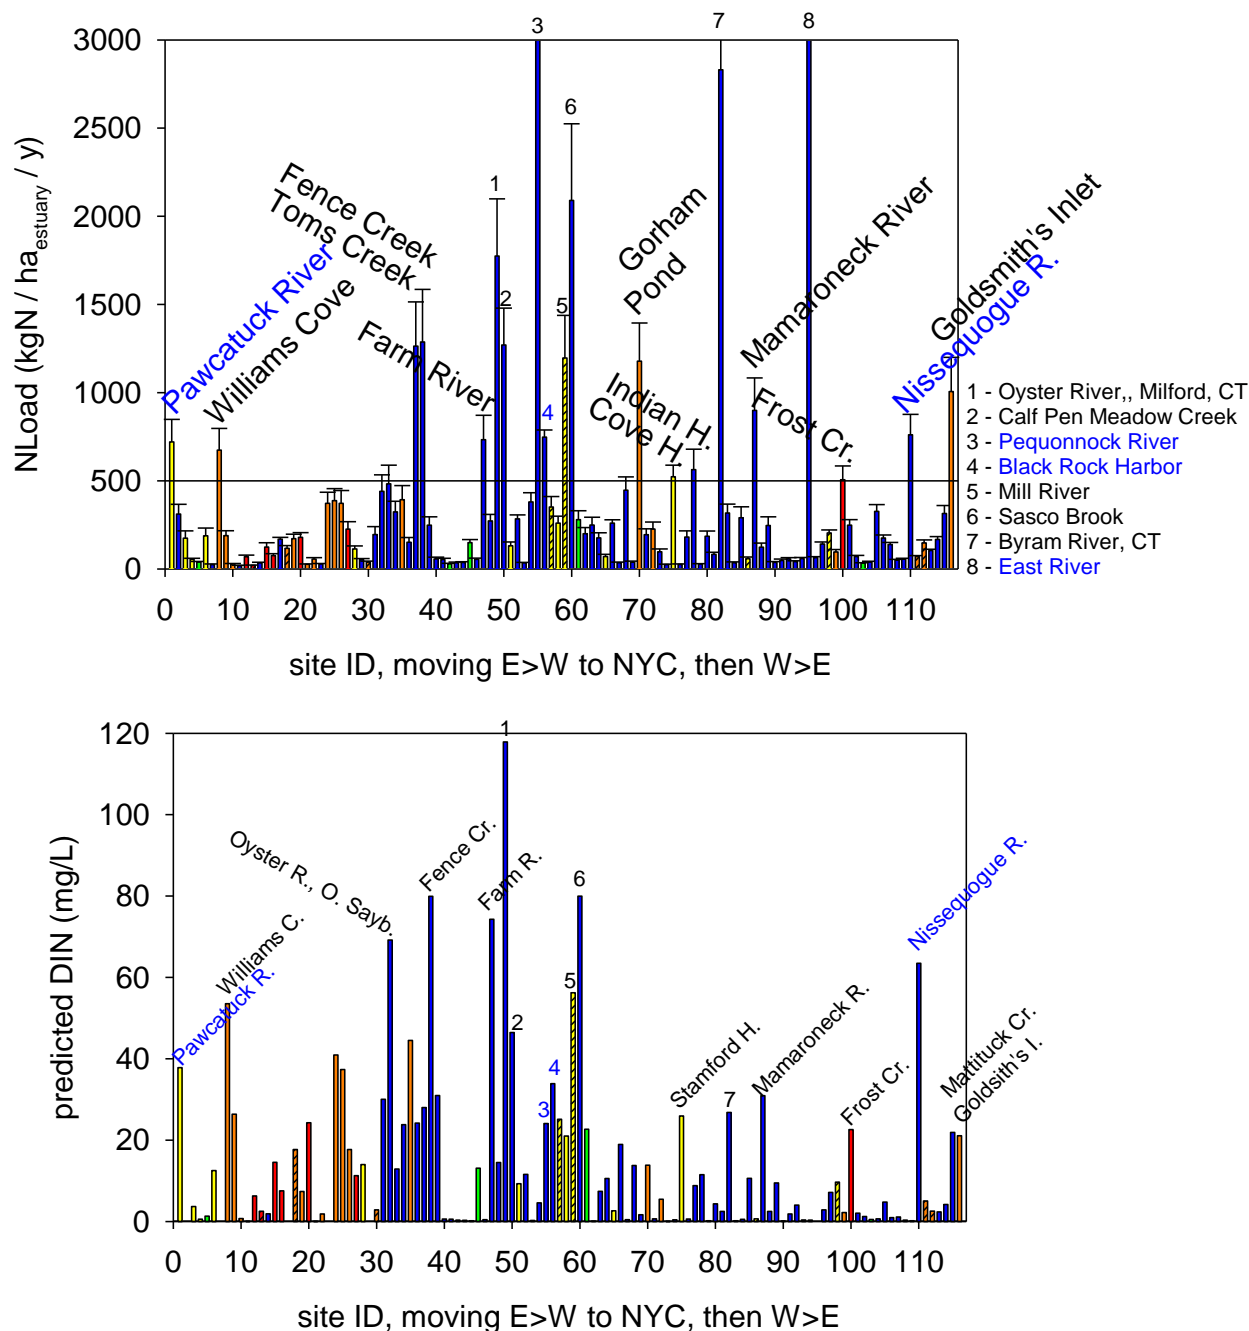 3 7 8
3000
6
2500
1
2000
1500
1000
500
0
NLoad (kgN / ha estuary / y)
Pawcatuck River
Williams Cove
Fence Creek
Toms Creek
Farm River
2
4
5
Gorham
Pond
Indian H.
Cove H.
Mamaroneck River
Frost Cr.
Goldsmith's Inlet
Nissequogue R.
1 - Oyster River,, Milford, CT
2 - Calf Pen Meadow Creek
3 - Pequonnock River
4 - Black Rock Harbor
5 - Mill River
6 - Sasco Brook
7 - Byram River, CT
8 - East River
0 10 20 30 40 50 60 70 80 90 100 110
site ID, moving E>W to NYC, then W>E
120
100
80
60
40
20
0
predicted DIN (mg/L)
Pawcatuck R.
Williams C.
Oyster R., O. Sayb.
Fence Cr.
Farm R.
1
2
3
4
5
6
Stamford H.
7
Mamaroneck R.
Frost Cr.
Nissequogue R.
Mattituck Cr.
Goldsith's I.
0 10 20 30 40 50 60 70 80 90 100 110
site ID, moving E>W to NYC, then W>E